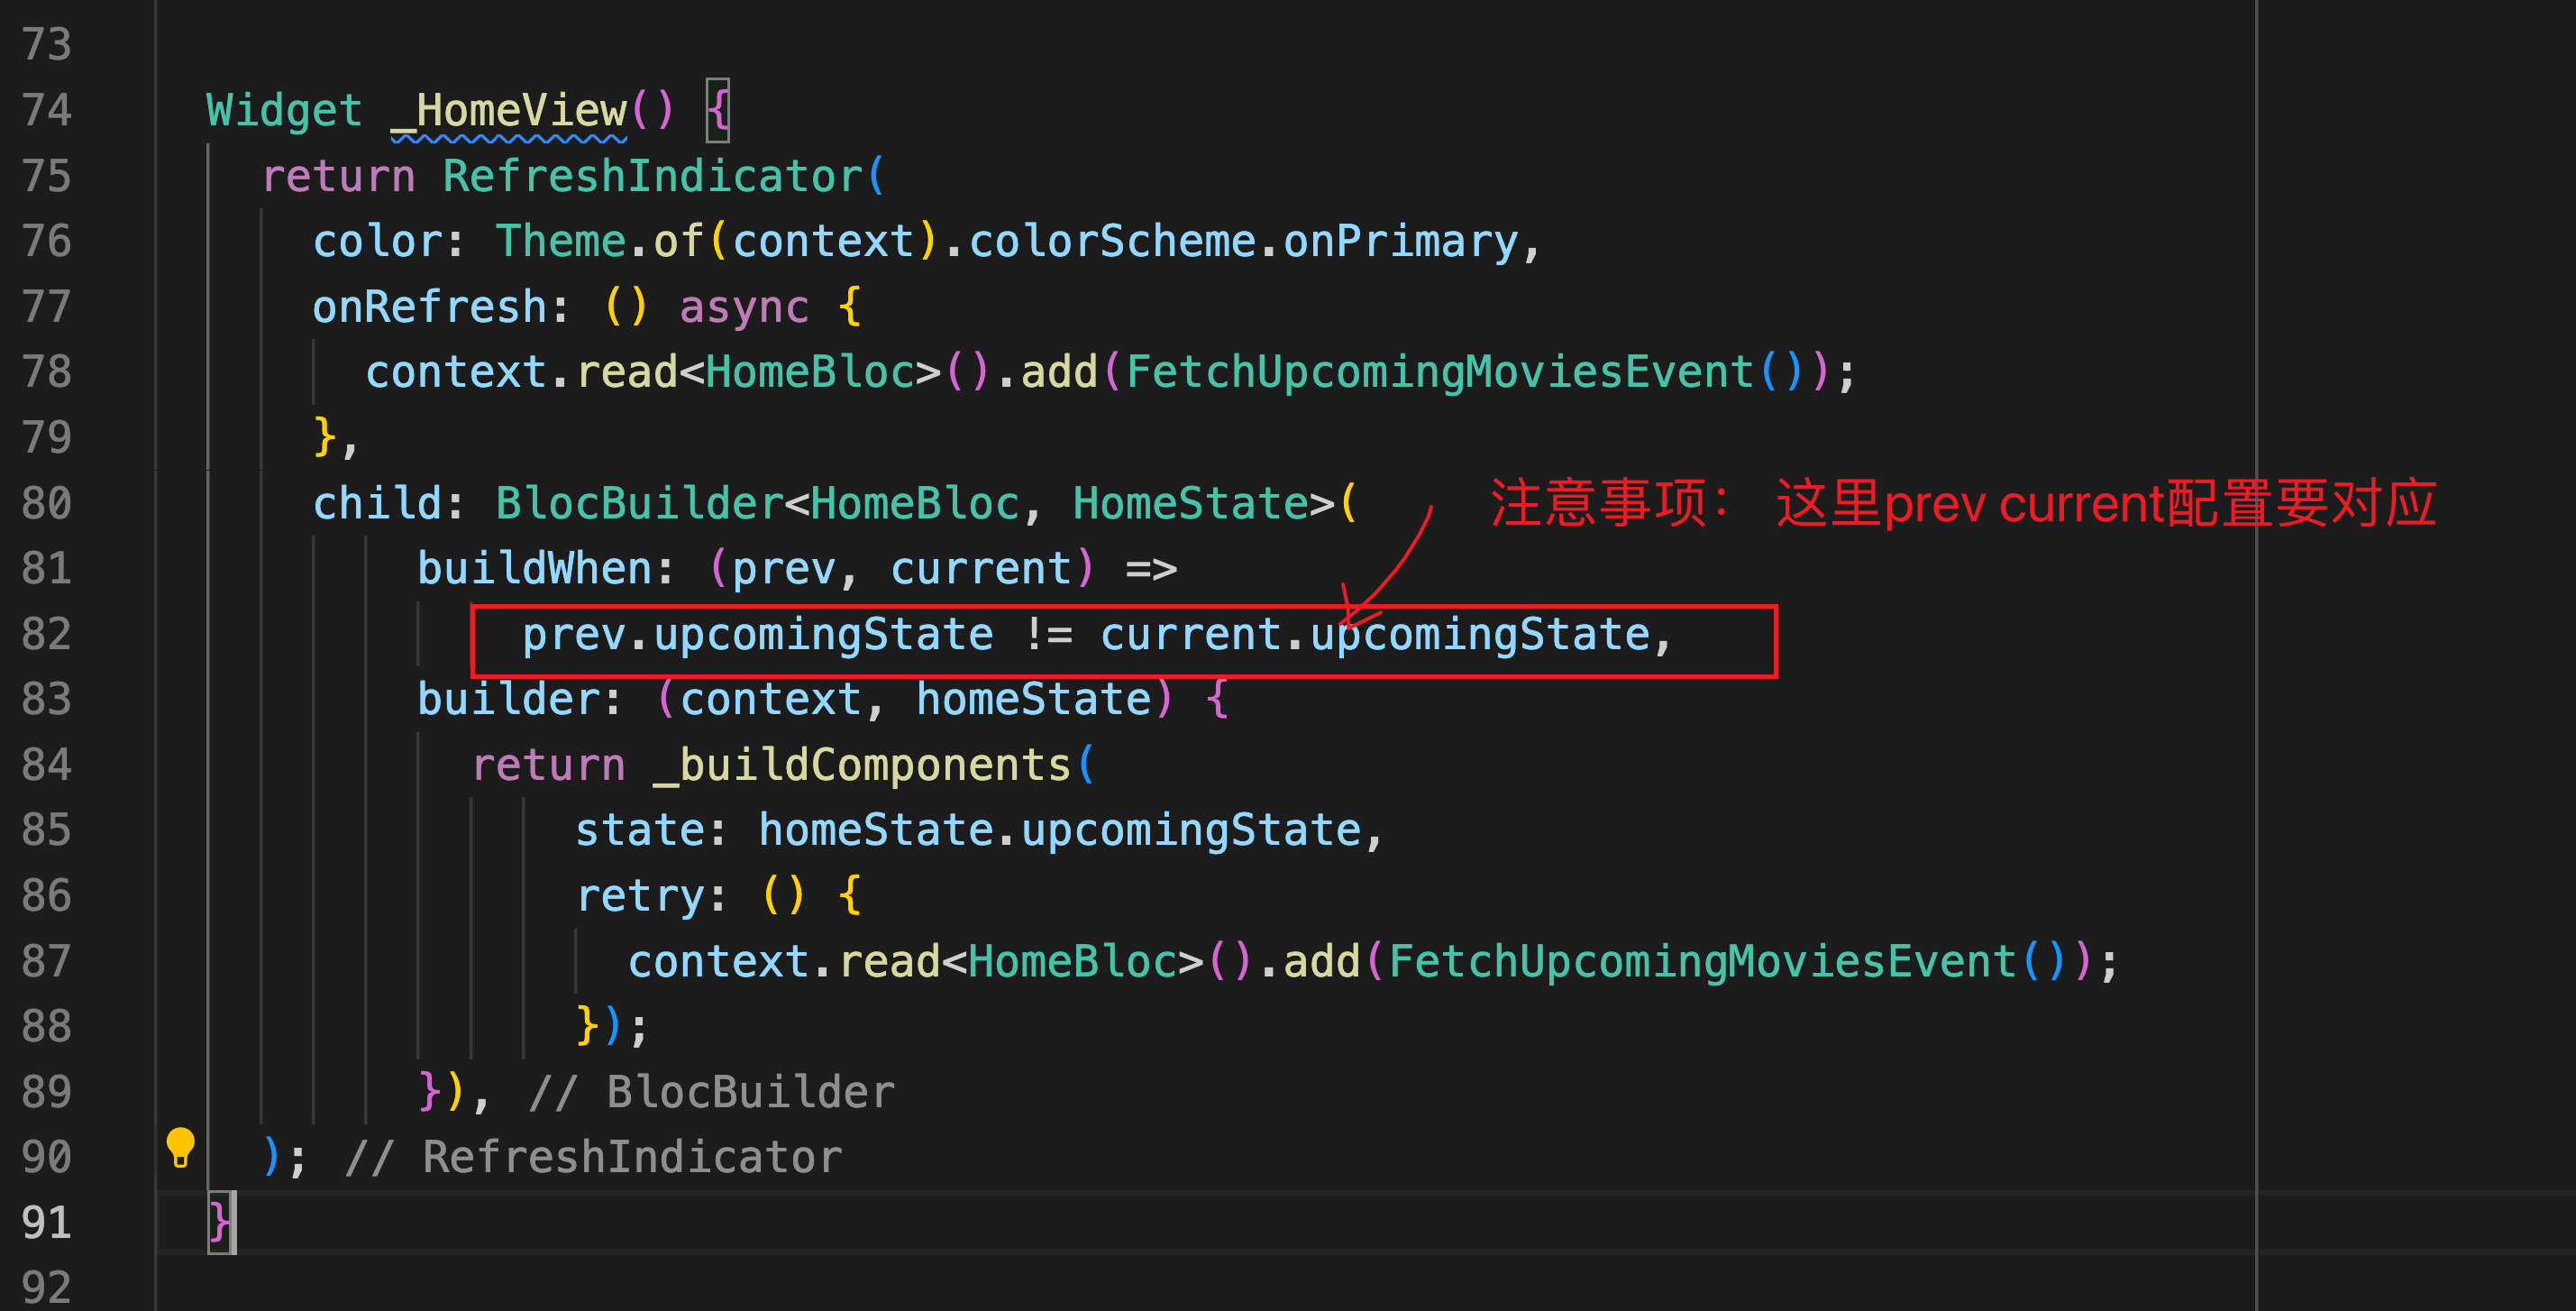 73
74 Widget _HomeView() {
75 return RefreshIndicator(
76 color: Theme.of(context).colorScheme.onPrimary,
77 onRefresh: () async {
78 context.read<HomeBloc>().add(FetchUpcomingMoviesEvent());
79 },
80 child: BlocBuilder<HomeBloc, HomeState>( 注意事项： 这里prev current配置要对应
81 buildWhen: (prev, current) =>
82 prev.upcomingState != current.upcomingState,
83 builder: (context, homeState) {
84 return _buildComponents(
85 state: homeState.upcomingState,
86 retry: () {
87 context.read<HomeBloc>().add(FetchUpcomingMoviesEvent());
88 });
89 }), // BlocBuilder
90 ); // RefreshIndicator
91 }
92